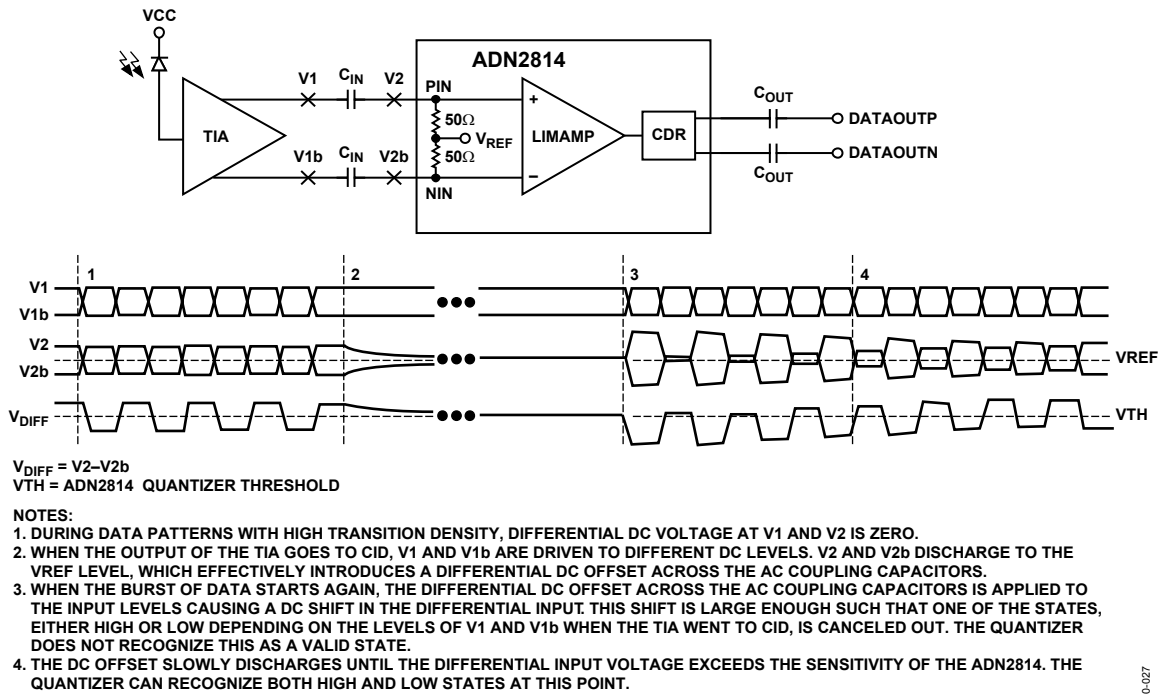 VCC
ADN2814
V1
CIN
V2
PIN
COUT
+
50Ω
DATAOUTP
TIA
VREF
LIMAMP
CDR
50Ω
V1b
CIN
V2b
–
DATAOUTN
NIN
COUT
1
2
3
4
V1
V1b
V2
VREF
V2b
VDIFF
VTH
VDIFF = V2–V2b
VTH = ADN2814 QUANTIZER THRESHOLD
NOTES:
1. DURING DATA PATTERNS WITH HIGH TRANSITION DENSITY, DIFFERENTIAL DC VOLTAGE AT V1 AND V2 IS ZERO.
2. WHEN THE OUTPUT OF THE TIA GOES TO CID, V1 AND V1b ARE DRIVEN TO DIFFERENT DC LEVELS. V2 AND V2b DISCHARGE TO THE
VREF LEVEL, WHICH EFFECTIVELY INTRODUCES A DIFFERENTIAL DC OFFSET ACROSS THE AC COUPLING CAPACITORS.
3. WHEN THE BURST OF DATA STARTS AGAIN, THE DIFFERENTIAL DC OFFSET ACROSS THE AC COUPLING CAPACITORS IS APPLIED TO
THE INPUT LEVELS CAUSING A DC SHIFT IN THE DIFFERENTIAL INPUT. THIS SHIFT IS LARGE ENOUGH SUCH THAT ONE OF THE STATES,
EITHER HIGH OR LOW DEPENDING ON THE LEVELS OF V1 AND V1b WHEN THE TIA WENT TO CID, IS CANCELED OUT. THE QUANTIZER
DOES NOT RECOGNIZE THIS AS A VALID STATE.
4. THE DC OFFSET SLOWLY DISCHARGES UNTIL THE DIFFERENTIAL INPUT VOLTAGE EXCEEDS THE SENSITIVITY OF THE ADN2814. THE
QUANTIZER CAN RECOGNIZE BOTH HIGH AND LOW STATES AT THIS POINT.
0-027